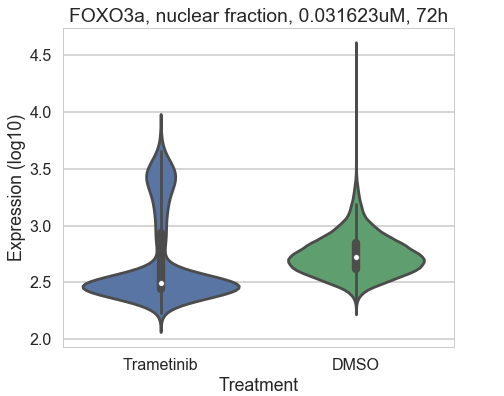 FOXO3a, nuclear fraction, 0.031623uM, 72h
Expression (log10)
4.5
4.0
3.5
3.0
2.5
2.0
Trametinib DMSO
Treatment